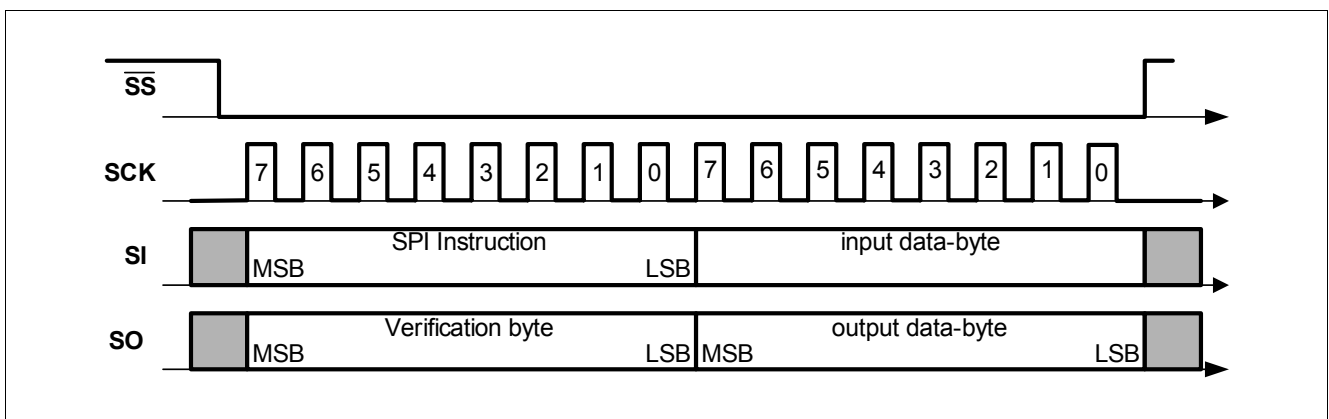 SS
SCK
7 6 5 4 3 2 1 0 7 6 5 4 3 2 1 0
SI
SPI Instruction
input data-byte
MSB
LSB
SO
Verification byte
output data-byte
MSB
LSB
MSB
LSB